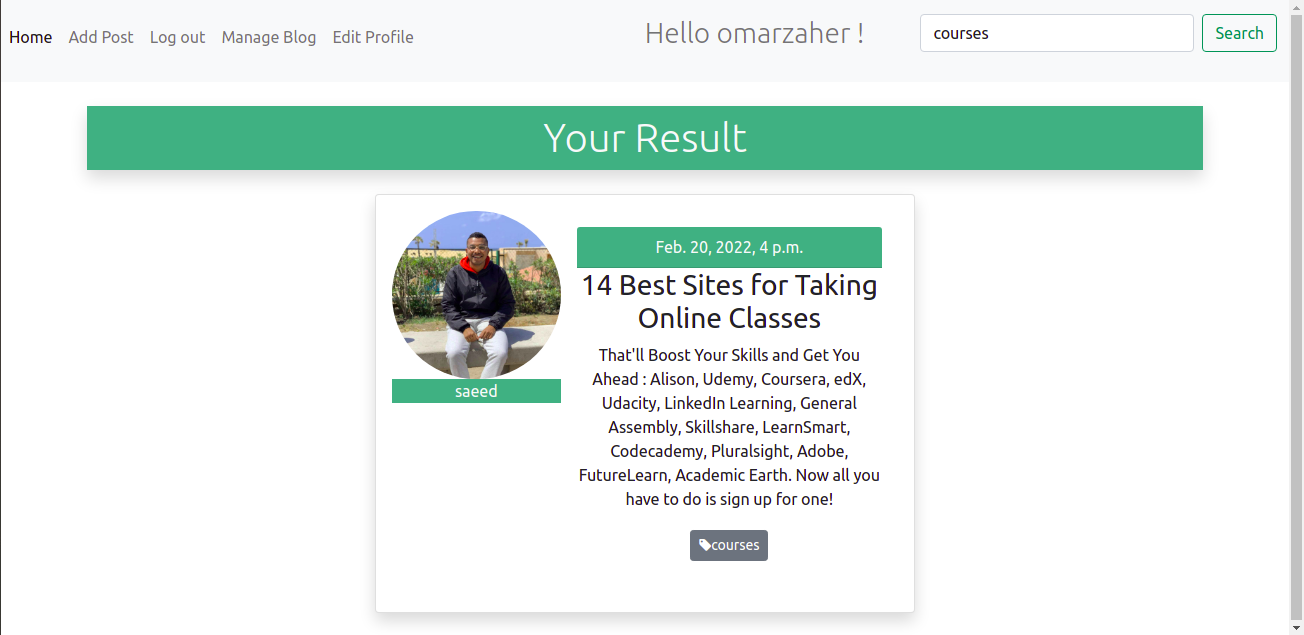 Home Add Post Log out Manage Blog Edit Profile Hello omarzaher ! courses Search
Your Result
Feb. 20, 2022, 4 p.m.
14 Best Sites for Taking
Online Classes
That'll Boost Your Skills and Get You
Ahead : Alison, Udemy, Coursera, edX,
Udacity, LinkedIn Learning, General
Assembly, Skillshare, LearnSmart,
Codecademy, Pluralsight, Adobe,
FutureLearn, Academic Earth. Now all you
have to do is sign up for one!
courses
saeed